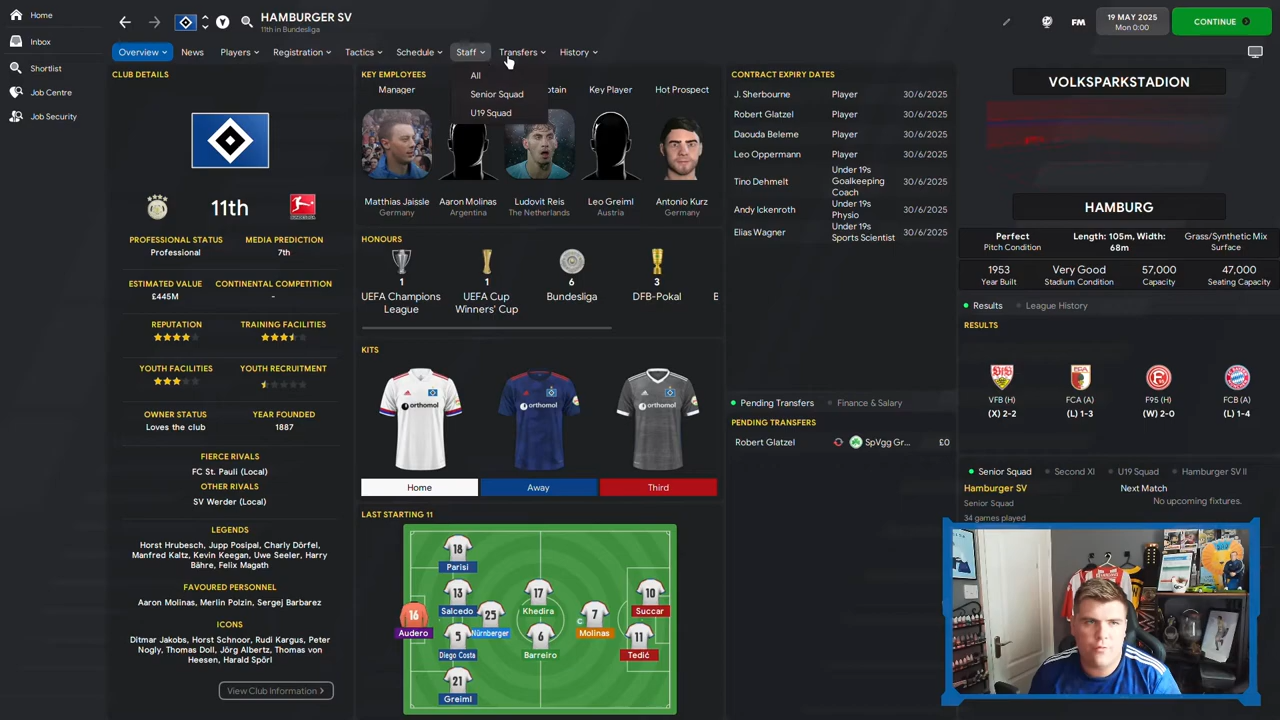 Home
Inbox
Shortlist
Job Centre
Job Security
HAMBURGER SV
11th in Bundesliga
FM
19 MAY 2025
Mon 0:00
CONTINUE
Overview
News
Players
Registration
Tactics
Schedule
Staff
Transfers
History
All
Senior Squad
U19 Squad
CLUB DETAILS
11th
PROFESSIONAL STATUS
Professional
MEDIA PREDICTION
7th
ESTIMATED VALUE
£445M
CONTINENTAL COMPETITION
-
REPUTATION
TRAINING FACILITIES
YOUTH FACILITIES
YOUTH RECRUITMENT
OWNER STATUS
Loves the club
YEAR FOUNDED
1887
FIERCE RIVALS
FC St. Pauli (Local)
OTHER RIVALS
SV Werder (Local)
LEGENDS
Horst Hrubesch, Jupp Posipal, Charly Dörfel,
Manfred Kaltz, Kevin Keegan, Uwe Seeler, Harry
Bähre, Felix Magath
FAVOURED PERSONNEL
Aaron Molinas, Merlin Polzin, Sergej Barbarez
ICONS
Ditmar Jakobs, Horst Schnoor, Rudi Kargus, Peter
Nogly, Thomas Doll, Jörg Albertz, Thomas von
Heesen, Harald Spörl
View Club Information
KEY EMPLOYEES
Manager
tain
Key Player
Hot Prospect
Matthias Jaissle
Germany
Aaron Molinas
Argentina
Ludovit Reis
The Netherlands
Leo Greiml
Austria
Antonio Kurz
Germany
HONOURS
1
UEFA Champions
League
1
UEFA Cup
Winners' Cup
6
Bundesliga
3
DFB-Pokal
B
KITS
orthomol
orthomol
orthomol
Home
Away
Third
LAST STARTING 11
18
Parisi
13
Salcedo
17
Khedira
10
Succar
16
Audero
25
Nürnberger
7
C
Molinas
5
Diego Costa
6
Barreiro
11
Tedić
21
Greiml
CONTRACT EXPIRY DATES
J. Sherbourne
Player
30/6/2025
Robert Glatzel
Player
30/6/2025
Daouda Beleme
Player
30/6/2025
Leo Oppermann
Player
30/6/2025
Tino Dehmelt
Under 19s
Goalkeeping
Coach
30/6/2025
Andy Ickenroth
Under 19s
Physio
30/6/2025
Elias Wagner
Under 19s
Sports Scientist
30/6/2025
Pending Transfers
Finance & Salary
PENDING TRANSFERS
Robert Glatzel
SpVgg Gr...
£0
VOLKSPARKSTADION
HAMBURG
Perfect
Pitch Condition
Length: 105m, Width:
68m
Grass/Synthetic Mix
Surface
1953
Year Built
Very Good
Stadium Condition
57,000
Capacity
47,000
Seating Capacity
Results
League History
RESULTS
VFB (H)
(X) 2-2
FCA (A)
(L) 1-3
F95 (H)
(W) 2-0
FCB (A)
(L) 1-4
Senior Squad
Second XI
U19 Squad
Hamburger SV II
Hamburger SV
Senior Squad
34 games played
Next Match
No upcoming fixtures.